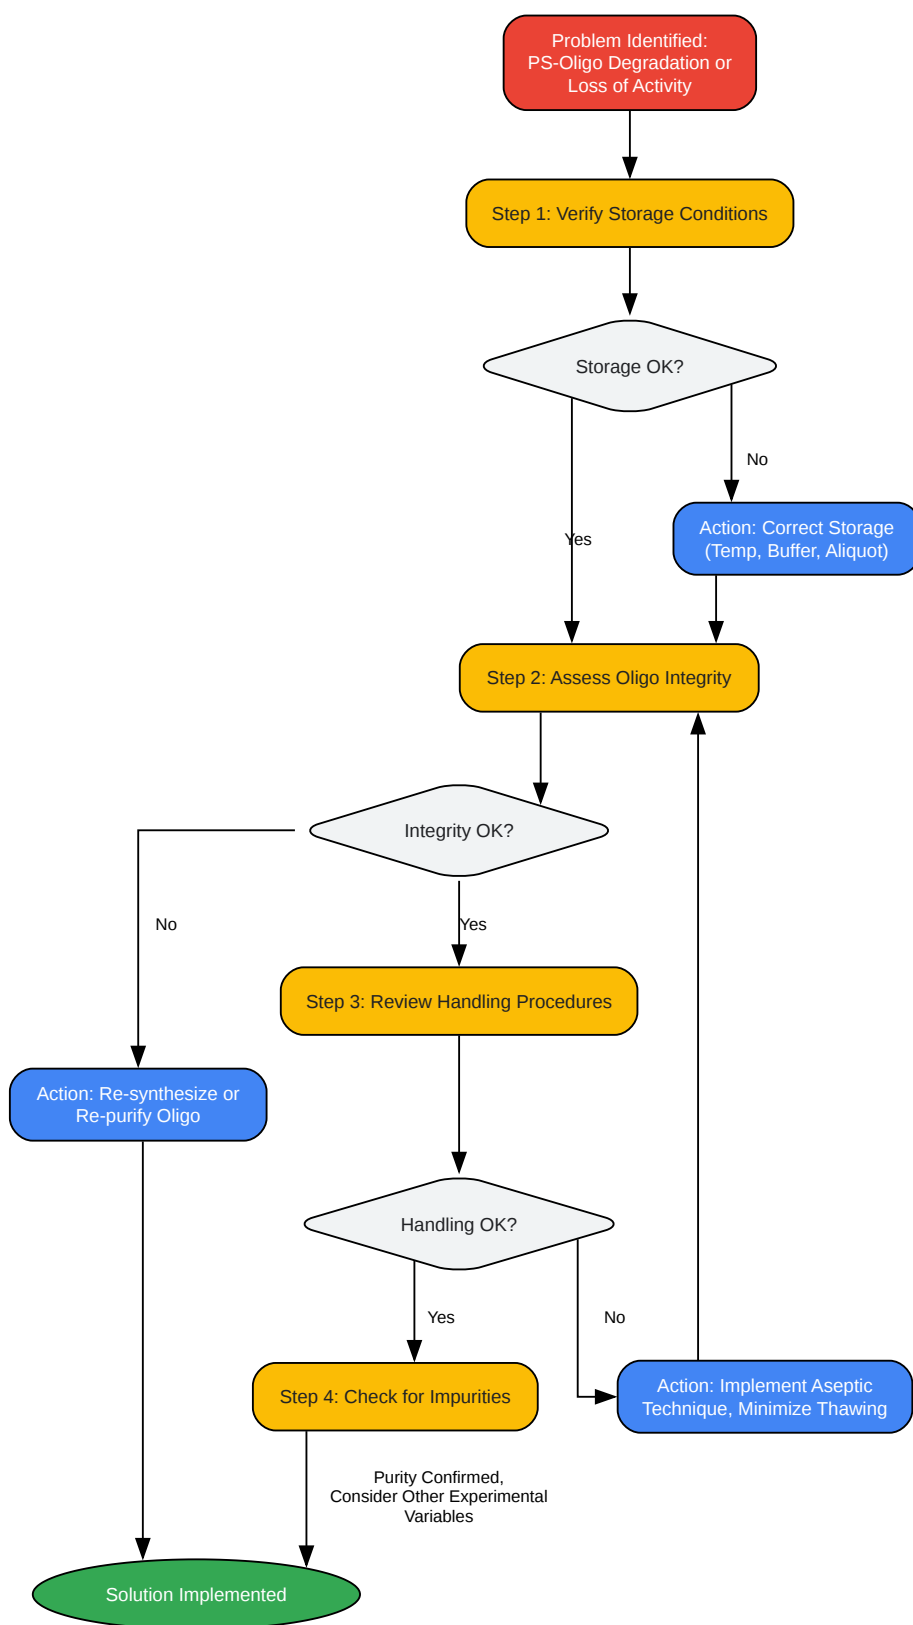 Problem Identified:
PS-Oligo Degradation or
Loss of Activity
Step 1: Verify Storage Conditions
Storage OK?
No
Action: Correct Storage
(Temp, Buffer, Aliquot)
Yes
Step 2: Assess Oligo Integrity
Integrity OK?
No
Yes
Step 3: Review Handling Procedures
Action: Re-synthesize or
Re-purify Oligo
Handling OK?
Yes
No
Step 4: Check for Impurities
Action: Implement Aseptic
Technique, Minimize Thawing
Purity Confirmed,
Consider Other Experimental
Variables
Solution Implemented